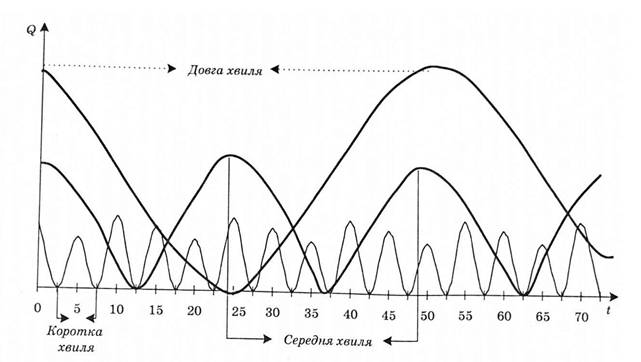 Q
Довга хвиля
0 5 10 15 20 25 30 35 40 45 50 55 60 65 70 t
Коротка
хвиля
Середня хвиля